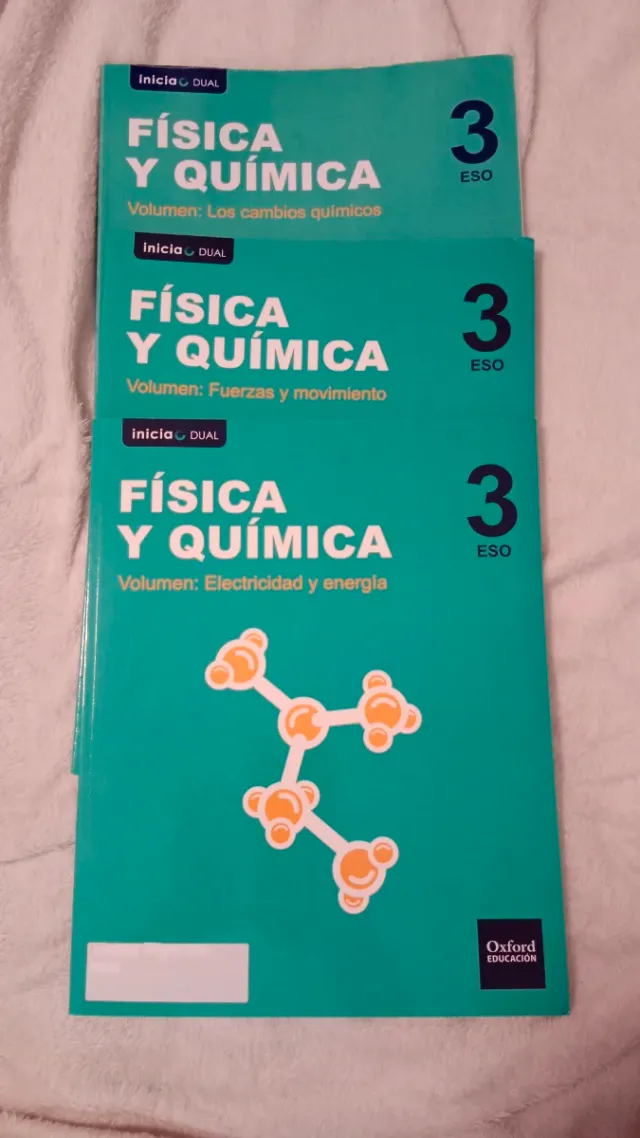 inicia DUAL
FÍSICA
Y QUÍMICA
3
ESO
Volumen: Los cambios químicos
inicia DUAL
FÍSICA
Y QUÍMICA
3
ESO
Volumen: Fuerzas y movimiento
inicia DUAL
FÍSICA
Y QUÍMICA
3
ESO
Volumen: Electricidad y energía
Oxford
EDUCACIÓN